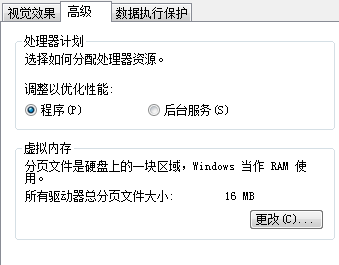 视觉效果 高级 数据执行保护
处理器计划
选择如何分配处理器资源。
调整以优化性能:
程序(P) 后台服务(S)
虚拟内存
分页文件是硬盘上的一块区域，Windows 当作 RAM 使
用。
所有驱动器总分页文件大小: 16 MB
更改(C)...